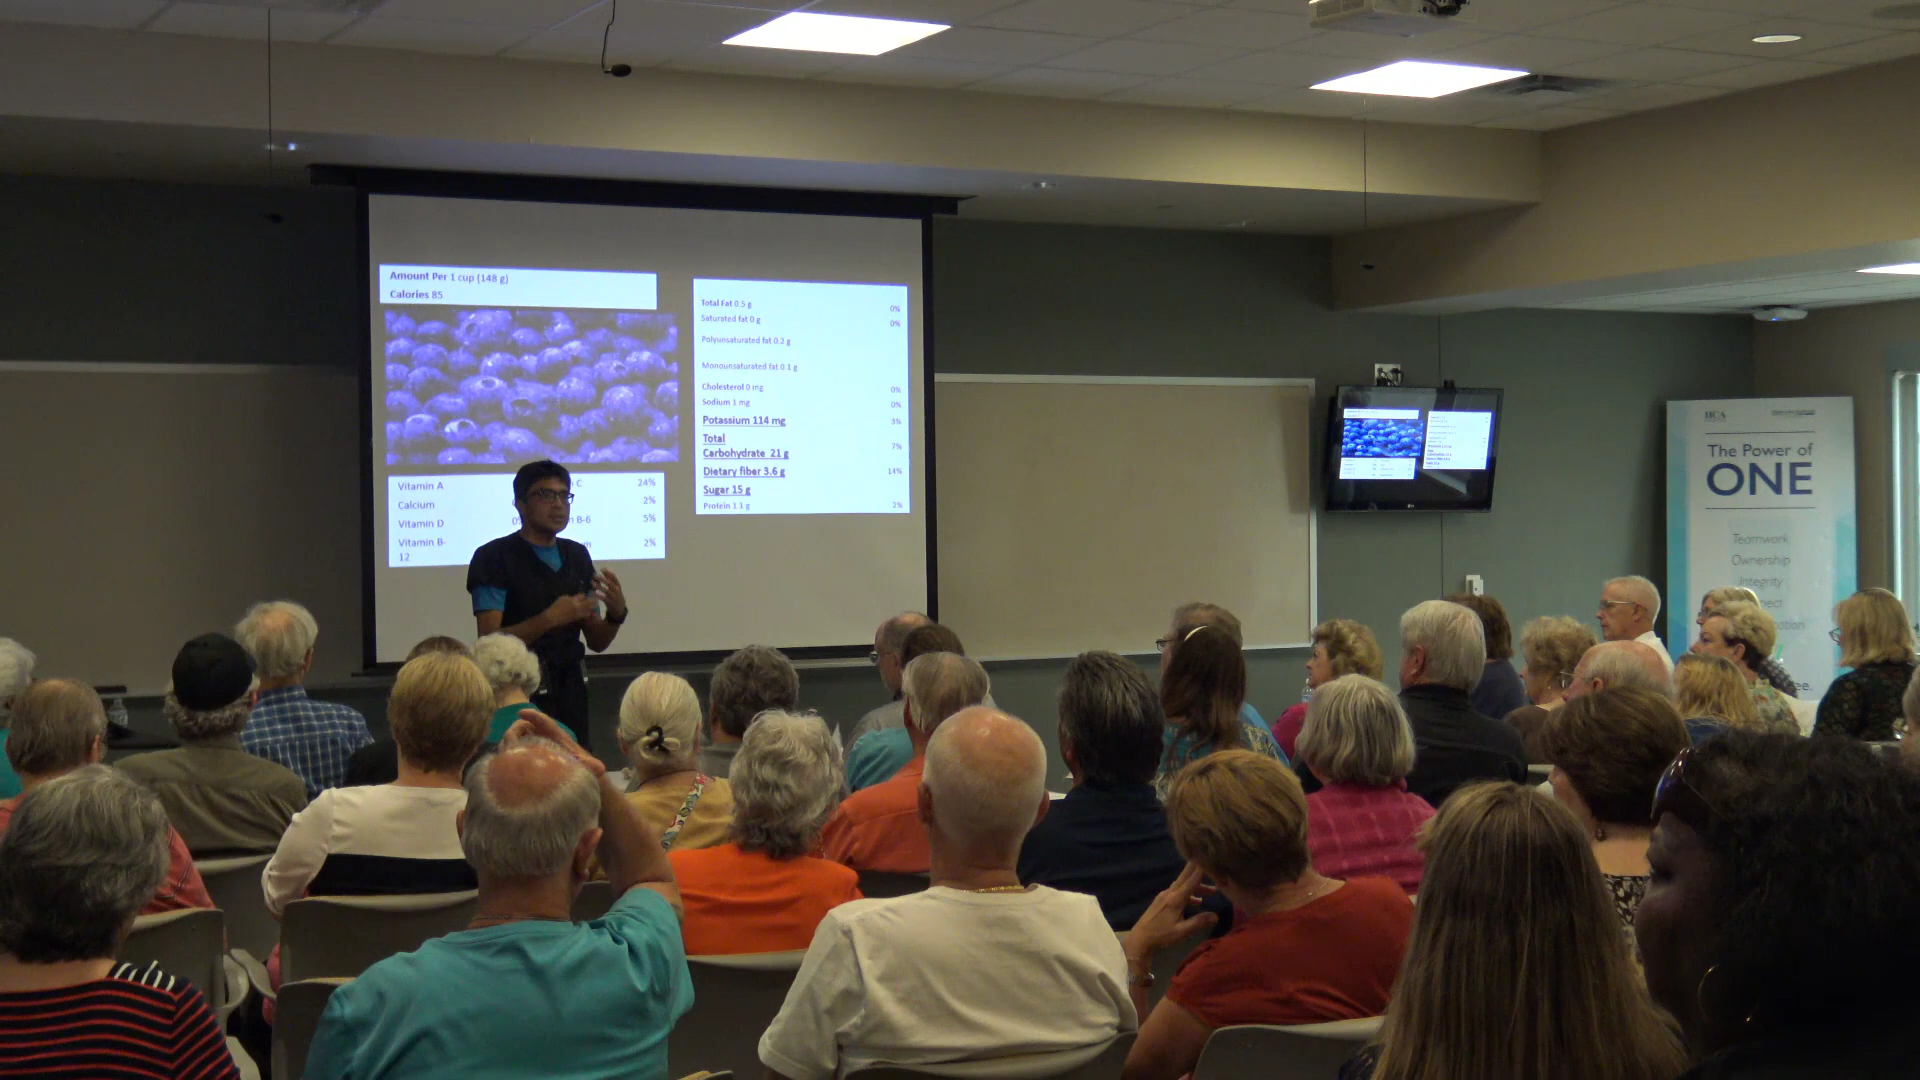 Amount Per 1 cup (148 g)
Calories 85
Total Fat 0.5 g 0%
Saturated fat 0 g 0%
Polyunsaturated fat 0.2 g
Monounsaturated fat 0.1 g
Cholesterol 0 mg 0%
Sodium 1 mg 0%
Potassium 114 mg 3%
Total
Carbohydrate 21 g 7%
Dietary fiber 3.6 g 14%
Sugar 15 g
Protein 1.1 g 2%
Vitamin A C 24%
Calcium 2%
Vitamin D B-6 5%
Vitamin B-
12 2%
HCA
The Power of
ONE
Teamwork
Ownership
Integrity